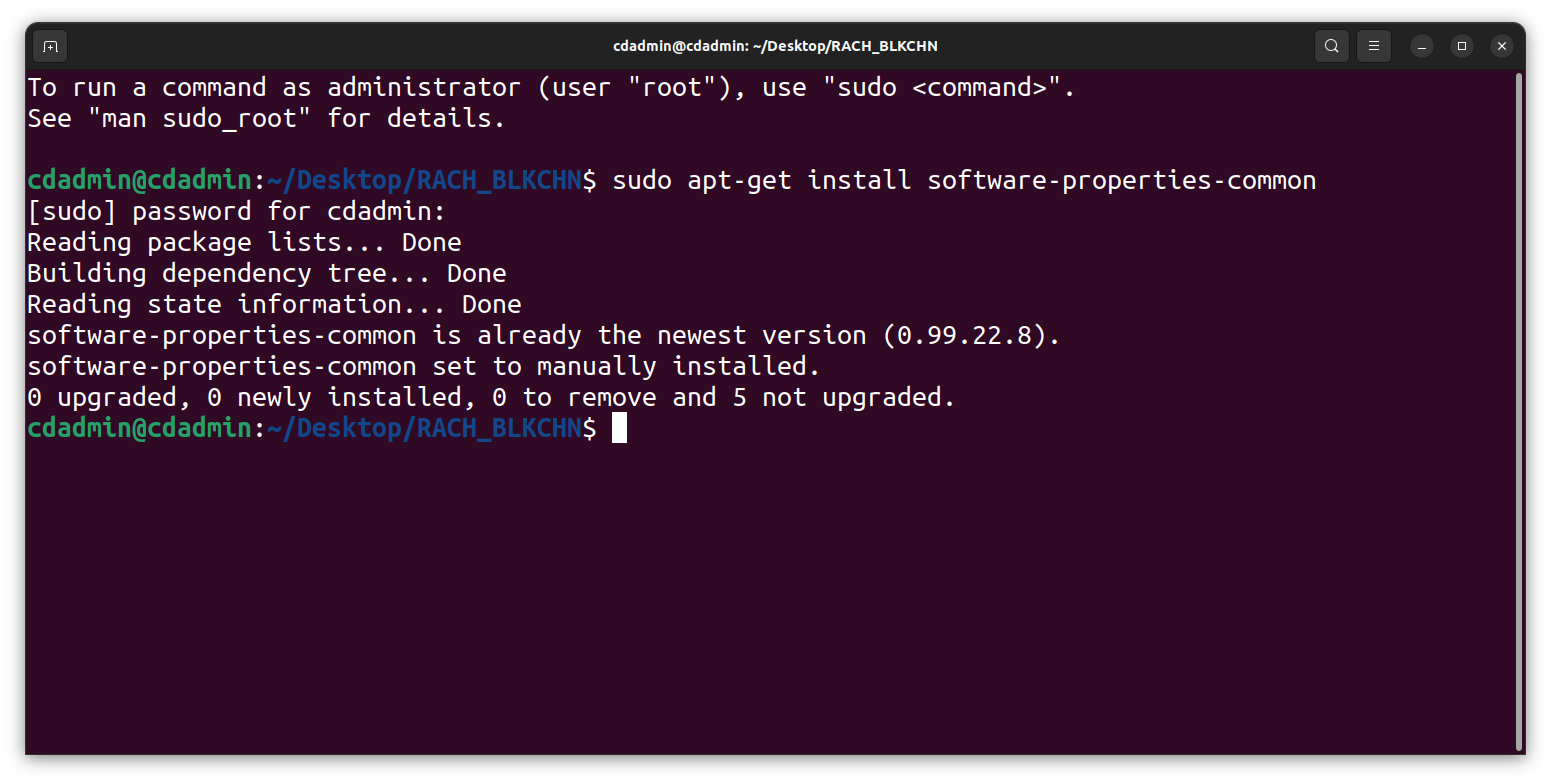 cdadmin@cdadmin: ~/Desktop/RACH_BLKCHN
To run a command as administrator (user "root"), use "sudo <command>".
See "man sudo_root" for details.
cdadmin@cdadmin:~/Desktop/RACH_BLKCHN$ sudo apt-get install software-properties-common
[sudo] password for cdadmin:
Reading package lists... Done
Building dependency tree... Done
Reading state information... Done
software-properties-common is already the newest version (0.99.22.8).
software-properties-common set to manually installed.
0 upgraded, 0 newly installed, 0 to remove and 5 not upgraded.
cdadmin@cdadmin:~/Desktop/RACH_BLKCHN$